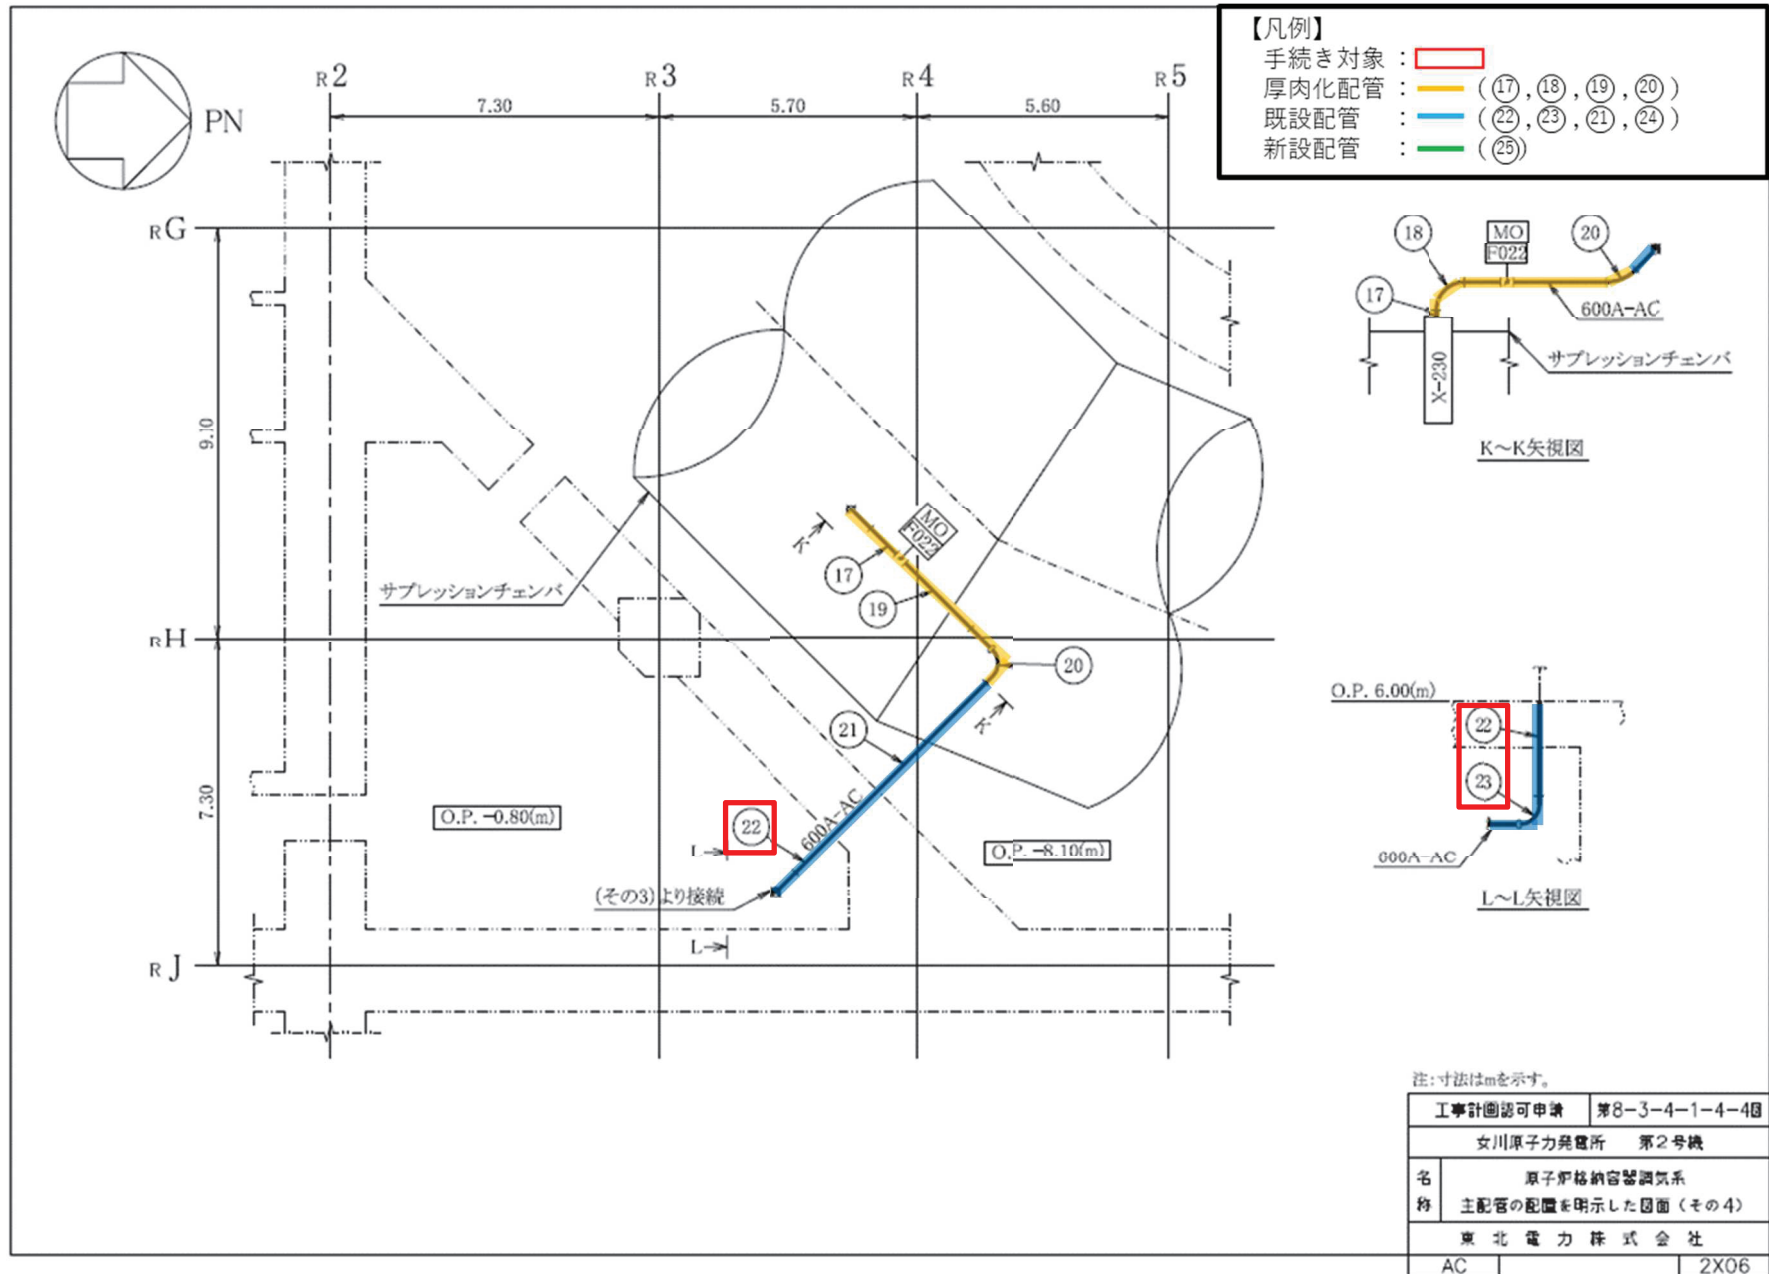 【凡例】
手続き対象 :
厚肉化配管 : (⑰,⑱,⑲,⑳)
既設配管 : (㉒,㉓,㉑,㉔)
新設配管 : (㉕)
PN
R2
R3
R4
R5
7.30
5.70
5.60
RG
RH
RJ
9.10
7.30
⑱
MO
F022
⑳
⑰
600A-AC
サプレッションチェンバ
X-230
K~K矢視図
MO
F022
K
⑰
⑲
サプレッションチェンバ
⑳
K
㉑
㉒
600A-AC
O.P. -0.80(m)
O.P. -8.10(m)
L
(その3)より接続
L
O.P. 6.00(m)
㉒
㉓
600A-AC
L~L矢視図
注:寸法はmを示す。
工事計画認可申請 第8-3-4-1-4-4図
女川原子力発電所 第2号機
名称 原子炉格納容器調気系
主配管の配置を明示した図面(その4)
東北電力株式会社
AC 2X06